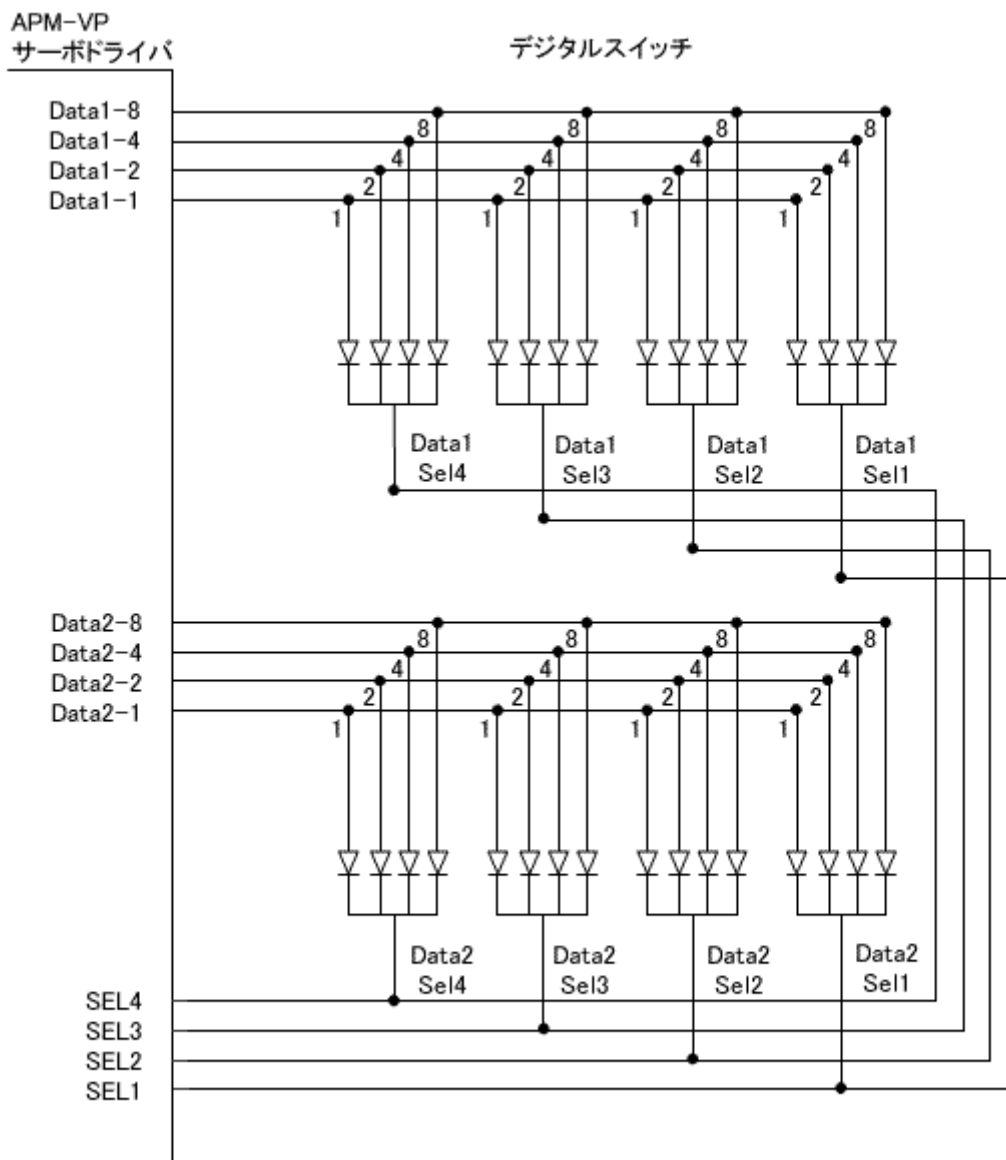 APM-VP
サーボドライバ
デジタルスイッチ
Data1-8
Data1-4
Data1-2
Data1-1
8 8 8 8
4 4 4 4
2 2 2 2
1 1 1 1
Data1 Data1 Data1 Data1
Sel4 Sel3 Sel2 Sel1
Data2-8
Data2-4
Data2-2
Data2-1
8 8 8 8
4 4 4 4
2 2 2 2
1 1 1 1
Data2 Data2 Data2 Data2
Sel4 Sel3 Sel2 Sel1
SEL4
SEL3
SEL2
SEL1